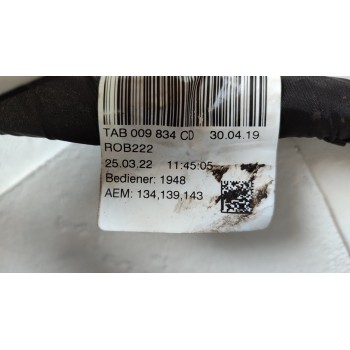 TAB 009 834 CD 30.04.19
ROB222
25.03.22 11:45:05
Bediener: 1948
AEM: 134,139,143